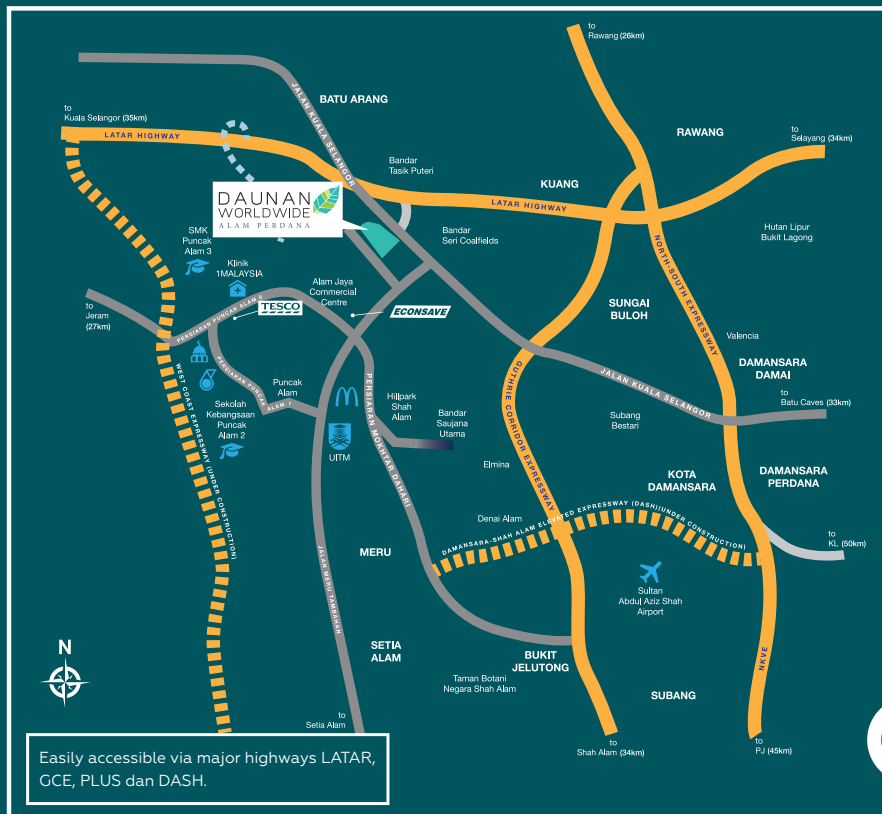 to
Rawang (26km)
BATU ARANG
JALAN KUALA SELANGOR
to
Kuala Selangor (35km)
LATAR HIGHWAY
RAWANG
to
Selayang (34km)
Bandar
Tasik Puteri
KUANG
LATAR HIGHWAY
DAUNAN
WORLDWIDE
ALAM PERDANA
Bandar
Seri Coalfields
Hutan Lipur
Bukit Lagong
SMK
Puncak
Alam 3
Klinik
1MALAYSIA
NORTH-SOUTH EXPRESSWAY
Alam Jaya
Commercial
Centre
to
Jeram (27km)
PERSIARAN PUNCAK ALAM 6
TESCO
ECONSAVE
SUNGAI
BULOH
Valencia
DAMANSARA
DAMAI
GUTHRIE CORRIDOR EXPRESSWAY
JALAN KUALA SELANGOR
to
Batu Caves (33km)
WEST COAST EXPRESSWAY (UNDER CONSTRUCTION)
PERSIARAN PUNCAK ALAM 7
Puncak
Alam
PERSIARAN MOKHTAR DAHARI
Hillpark
Shah
Alam
Bandar
Saujana
Utama
Subang
Bestari
Sekolah
Kebangsaan
Puncak
Alam 2
UITM
Elmina
KOTA
DAMANSARA
DAMANSARA
PERDANA
Denai Alam
DAMANSARA-SHAH ALAM ELEVATED EXPRESSWAY (DASH)(UNDER CONSTRUCTION)
to
KL (50km)
MERU
JALAN MERU TAMBAHAN
Sultan
Abdul Aziz Shah
Airport
N
SETIA
ALAM
BUKIT
JELUTONG
NKVE
Taman Botani
Negara Shah Alam
SUBANG
to
Setia Alam
to
Shah Alam (34km)
to
PJ (45km)
Easily accessible via major highways LATAR,
GCE, PLUS dan DASH.